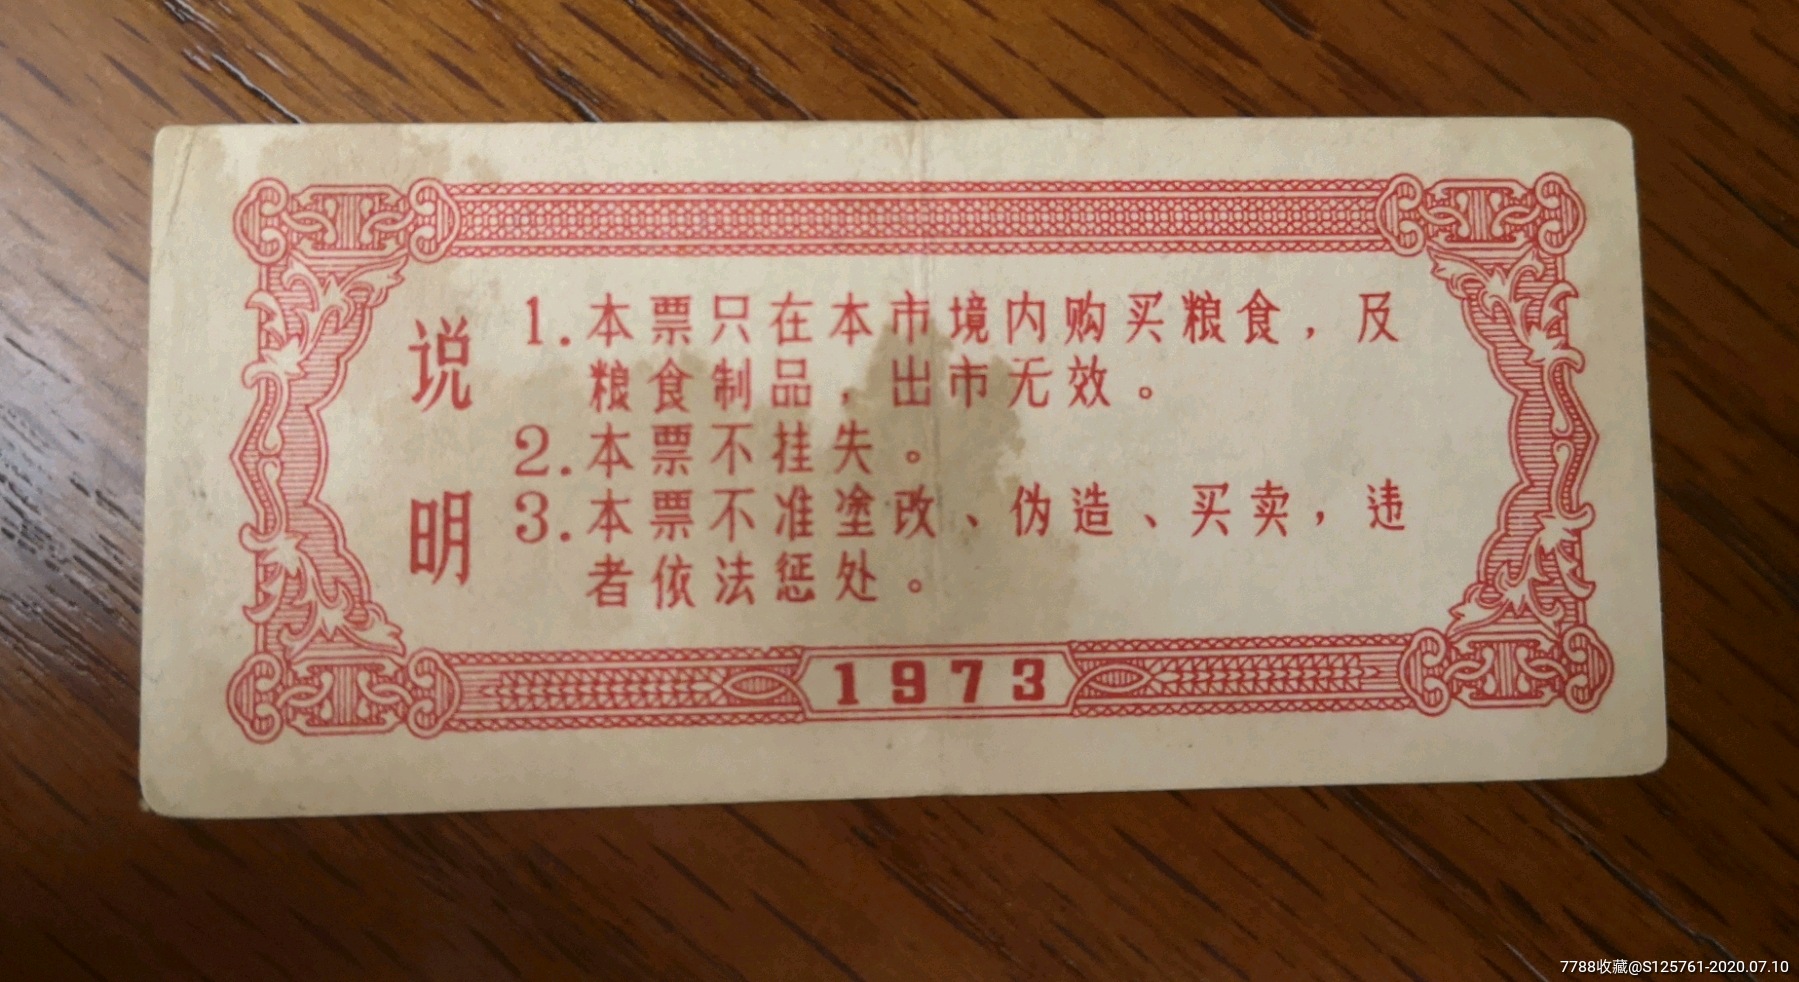 说明
1.本票只在本市境内购买粮食，及
粮食制品，出市无效。
2.本票不挂失。
3.本票不准塗改、伪造、买卖，违
者依法惩处。
1973
7788收藏@S125761-2020.07.10